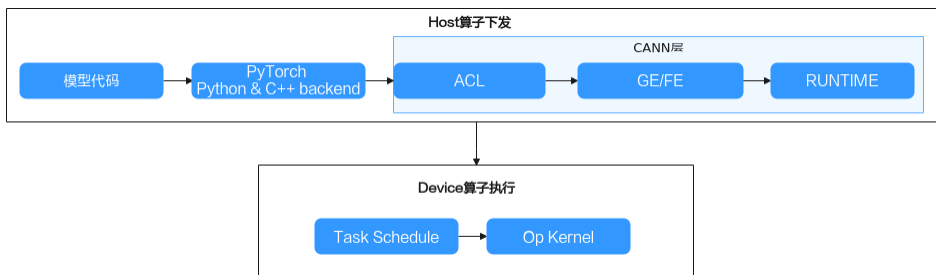 Host算子下发
CANN层
模型代码
PyTorch
Python & C++ backend
ACL
GE/FE
RUNTIME
Device算子执行
Task Schedule
Op Kernel